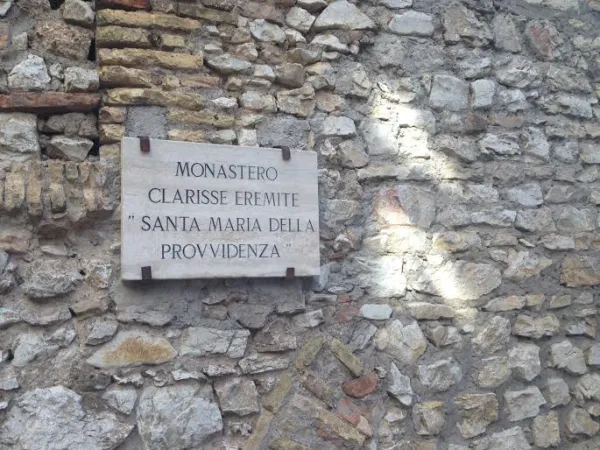 MONASTERO
CLARISSE EREMITE
" SANTA MARIA DELLA
PROVVIDENZA "